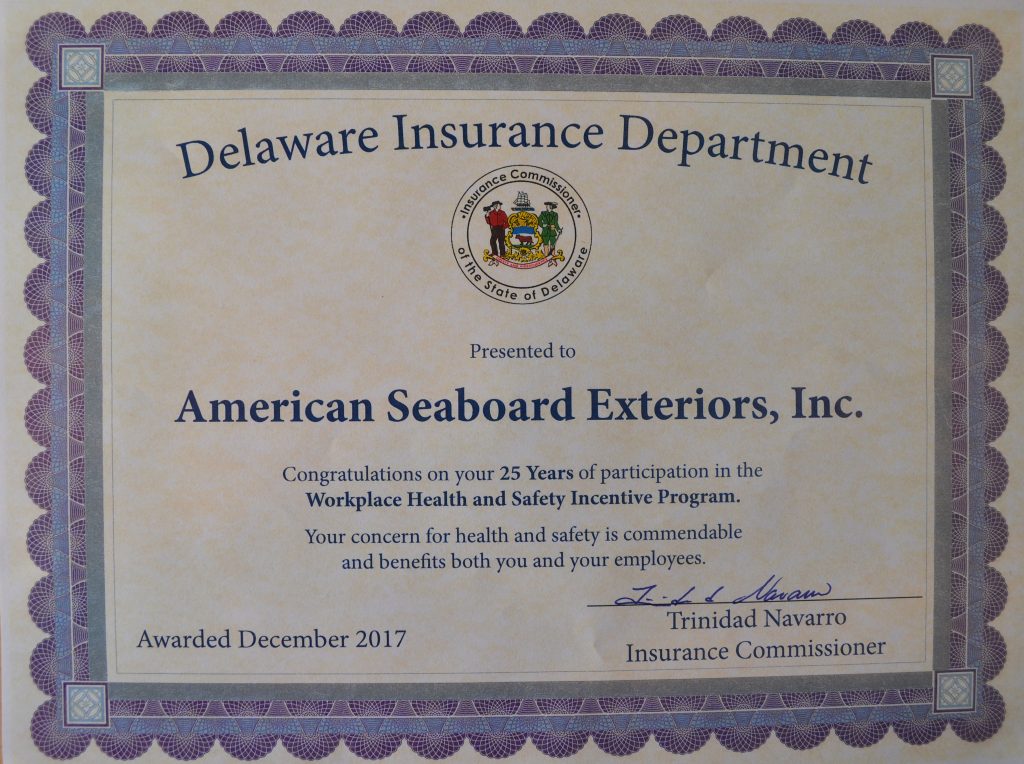 Delaware Insurance Department
•Insurance Commissioner•
of the State of Delaware
Presented to
American Seaboard Exteriors, Inc.
Congratulations on your 25 Years of participation in the
Workplace Health and Safety Incentive Program.
Your concern for health and safety is commendable
and benefits both you and your employees.
Trinidad Navarro
Insurance Commissioner
Awarded December 2017